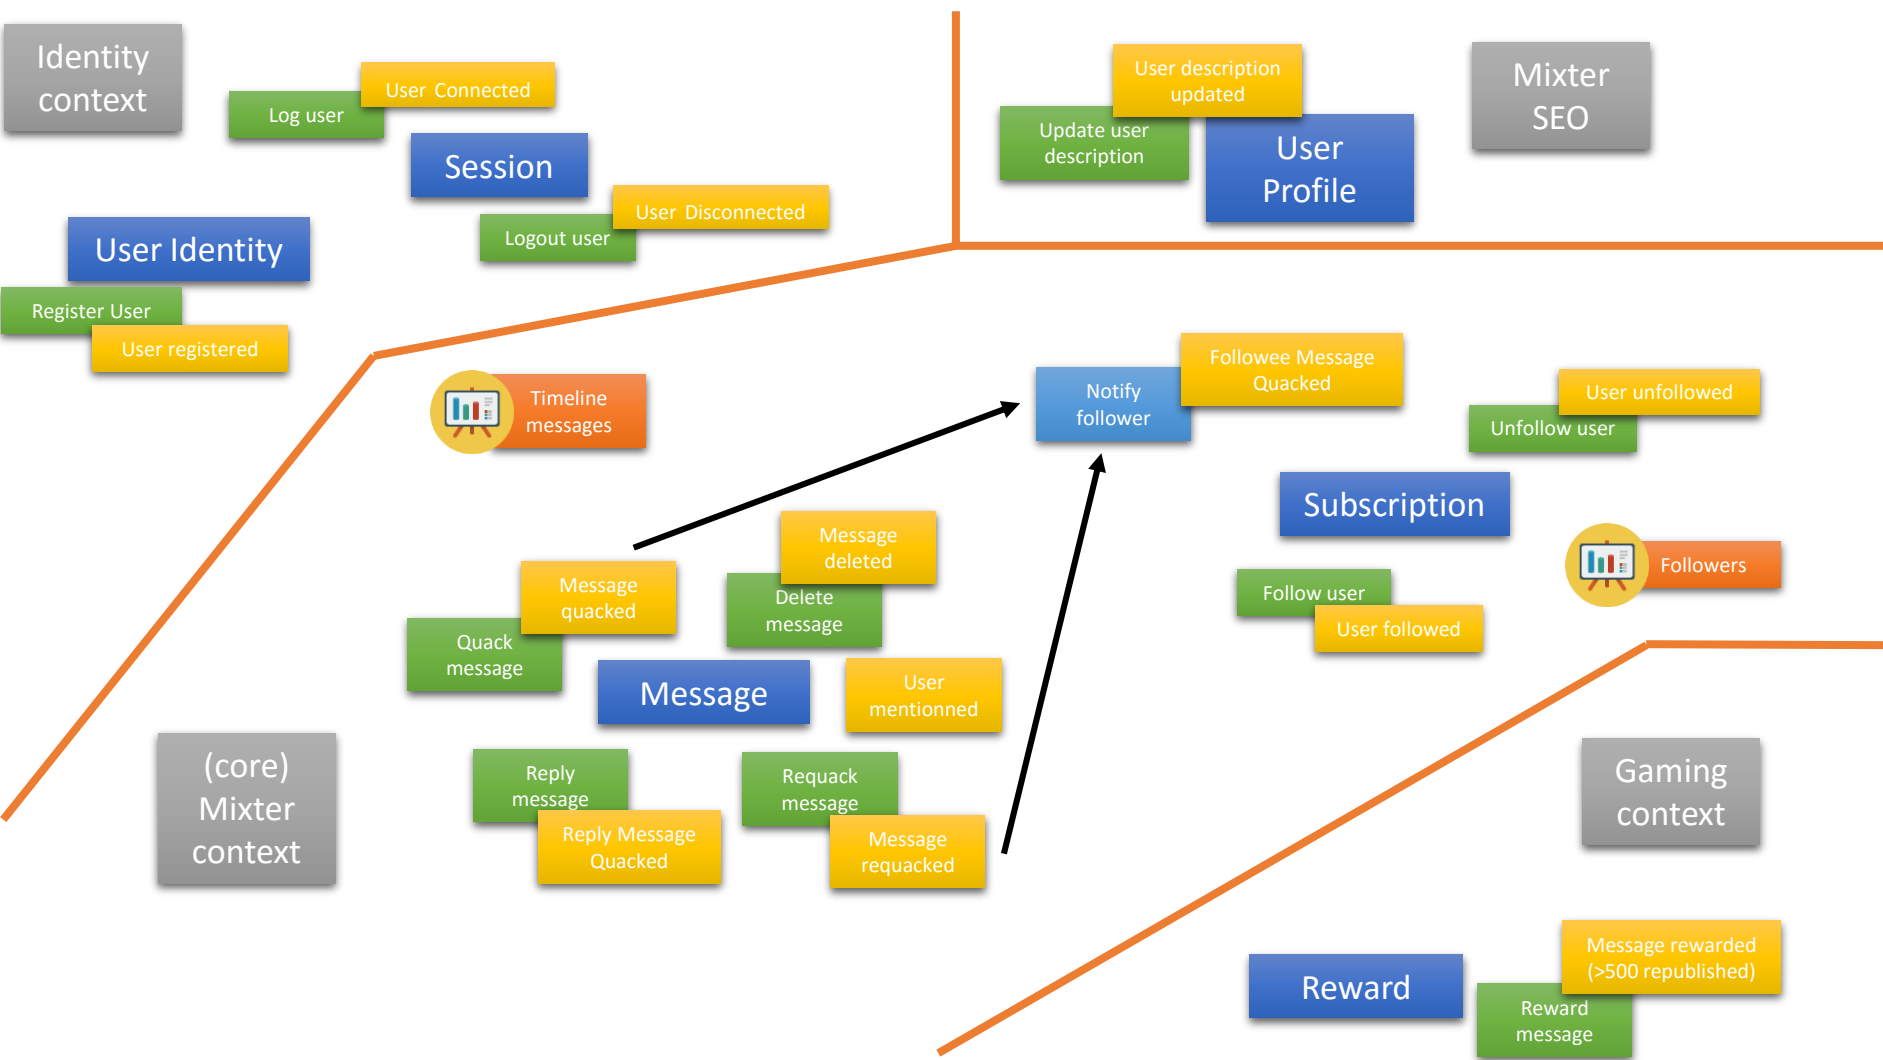 Identity
context
User Connected
Log user
Session
User Disconnected
Logout user
User Identity
Register User
User registered
User description
updated
Update user
description
User
Profile
Mixter
SEO
Timeline
messages
Notify
follower
Followee Message
Quacked
User unfollowed
Unfollow user
Subscription
Followers
Follow user
User followed
Message
deleted
Delete
message
Message
quacked
Quack
message
Message
User
mentionned
Reply
message
Reply Message
Quacked
Requack
message
Message
requacked
(core)
Mixter
context
Gaming
context
Message rewarded
(>500 republished)
Reward
Reward
message